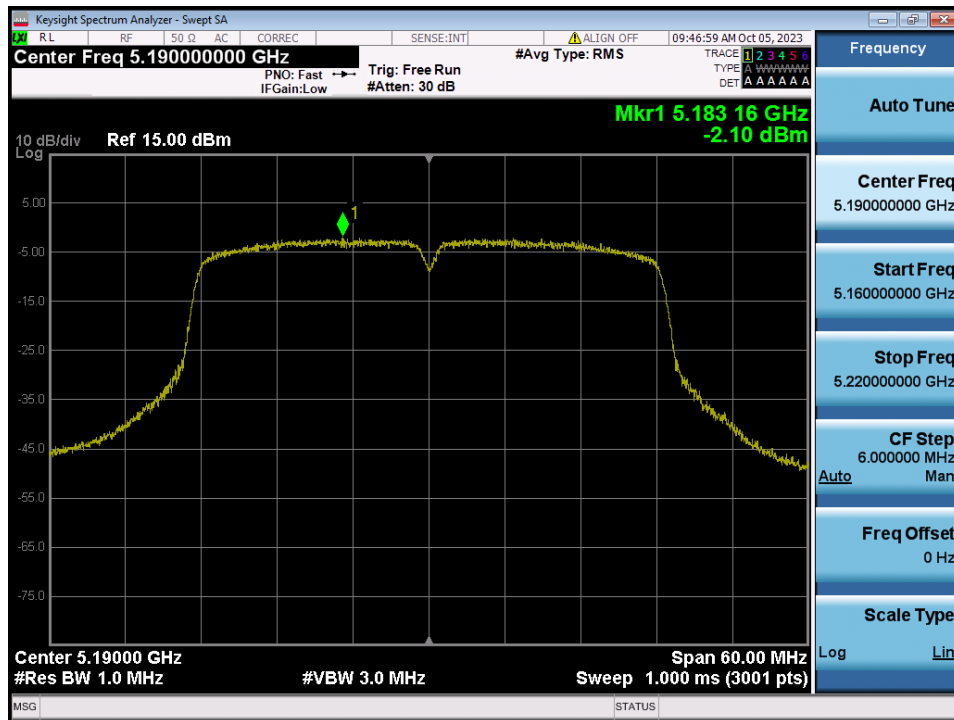 Keysight Spectrum Analyzer - Swept SA
LXI RL RF 50 Ω AC CORREC SENSE:INT ALIGN OFF 09:46:59 AM Oct 05, 2023
Center Freq 5.190000000 GHz
PNO: Fast
IFGain:Low
Trig: Free Run
#Atten: 30 dB
#Avg Type: RMS
TRACE 1 2 3 4 5 6
TYPE A WWWWW
DET A A A A A A
Mkr1 5.183 16 GHz
-2.10 dBm
10 dB/div
Log
Ref 15.00 dBm
1
5.00
-5.00
-15.0
-25.0
-35.0
-45.0
-55.0
-65.0
-75.0
Center 5.19000 GHz
Span 60.00 MHz
#Res BW 1.0 MHz
#VBW 3.0 MHz
Sweep 1.000 ms (3001 pts)
MSG
STATUS
Frequency
Auto Tune
Center Freq
5.190000000 GHz
Start Freq
5.160000000 GHz
Stop Freq
5.220000000 GHz
CF Step
6.000000 MHz
Auto Man
Freq Offset
0 Hz
Scale Type
Log Lin